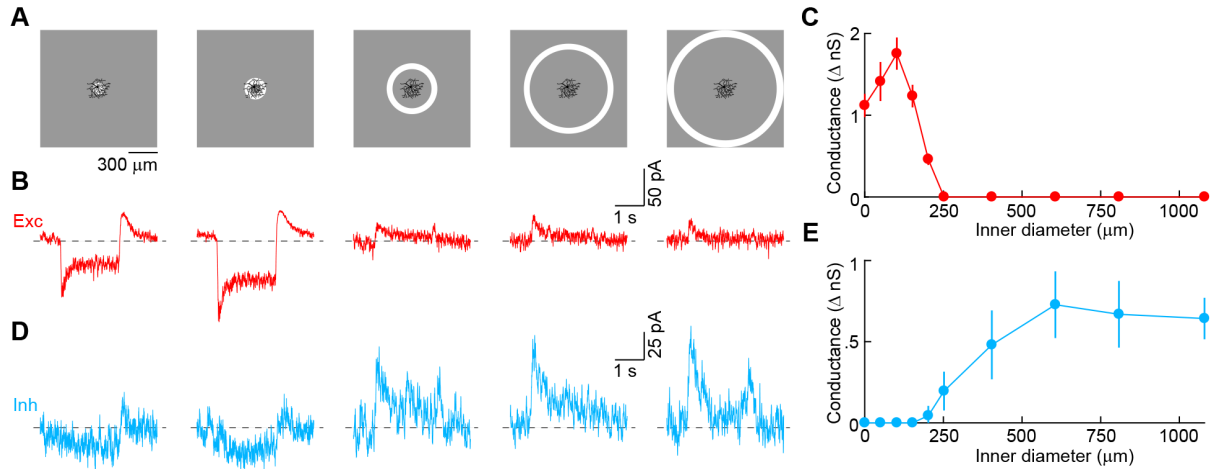 A
300 μm
B
Exc
1 s
50 pA
D
Inh
1 s
25 pA
C
Conductance (Δ nS)
2
1
0
0
250
500
750
1000
Inner diameter (μm)
E
Conductance (Δ nS)
1
.5
0
0
250
500
750
1000
Inner diameter (μm)